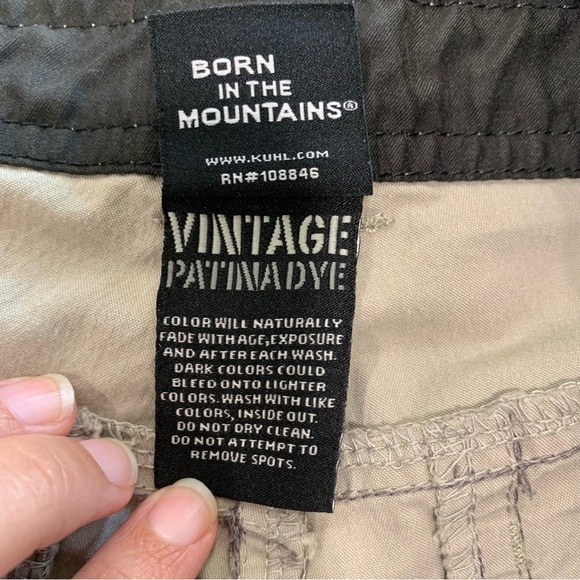 BORN
IN THE
MOUNTAINS®
WWW.KUHL.COM
RN#108846
VINTAGE
PATINADYE
COLOR WILL NATURALLY
FADE WITH AGE,EXPOSURE
AND AFTER EACH WASH.
DARK COLORS COULD
BLEED ONTO LIGHTER
COLORS. WASH WITH LIKE
COLORS, INSIDE OUT.
DO NOT DRY CLEAN.
DO NOT ATTEMPT TO
REMOVE SPOTS.